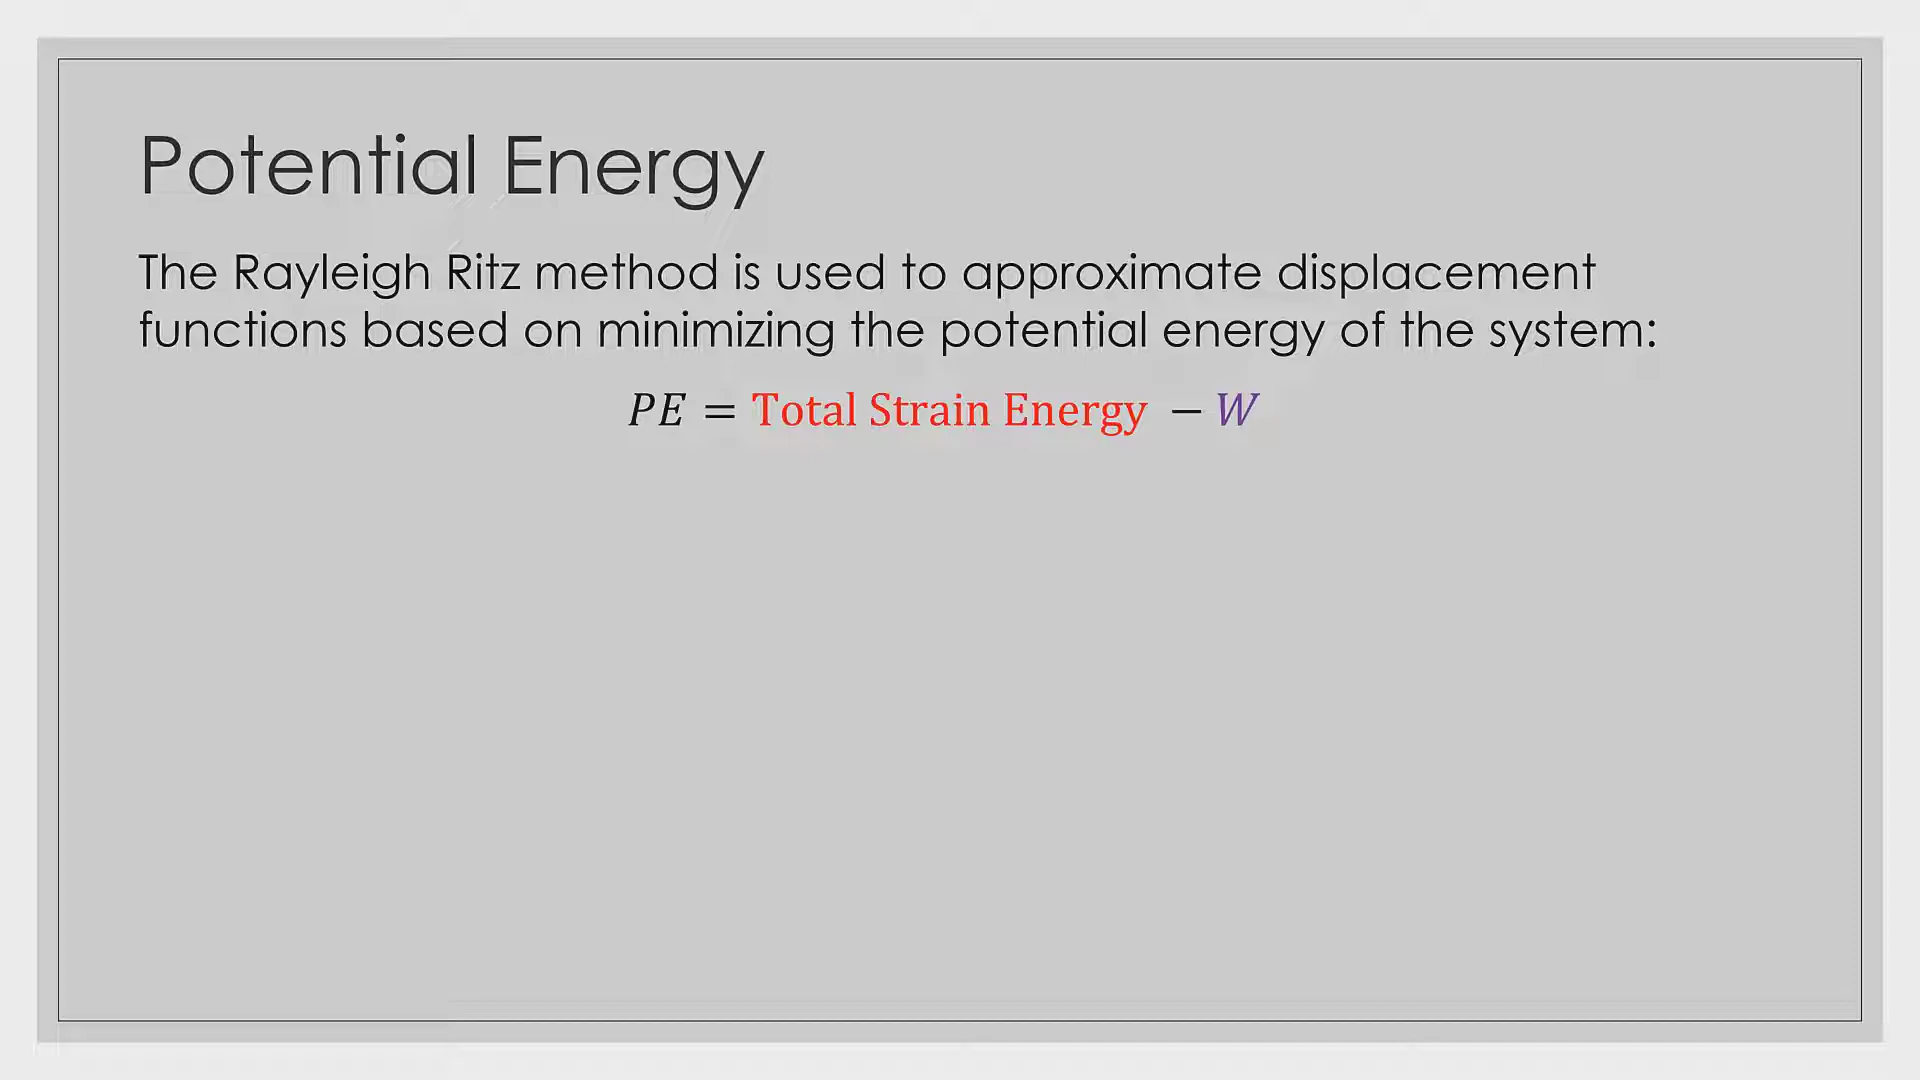 Potential Energy
The Rayleigh Ritz method is used to approximate displacement
functions based on minimizing the potential energy of the system:
PE = Total Strain Energy − W